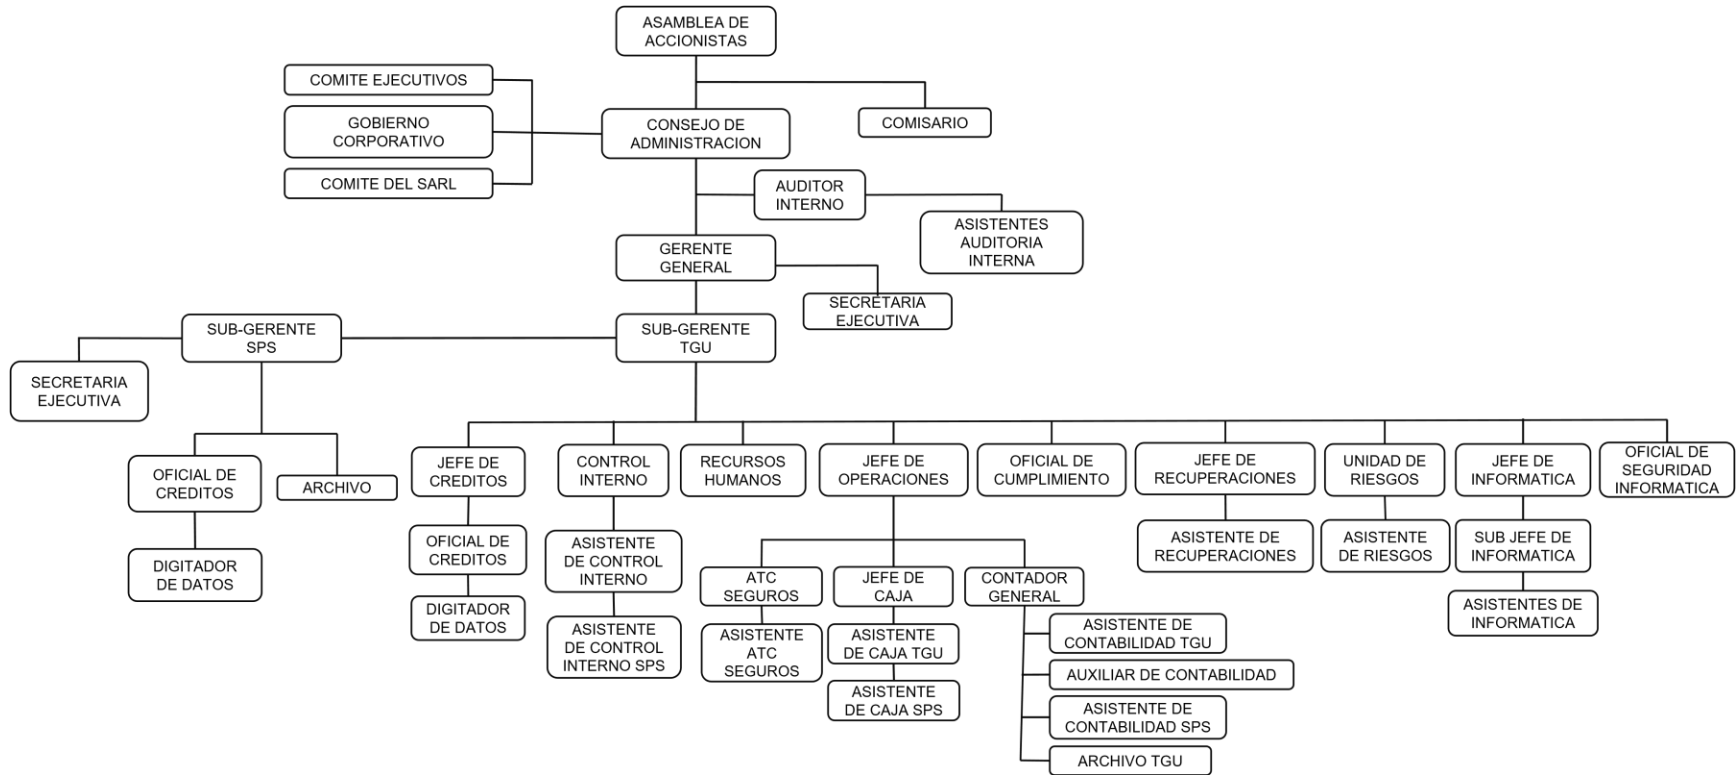 ASAMBLEA DE
ACCIONISTAS
COMITE EJECUTIVOS
GOBIERNO
CORPORATIVO
COMITE DEL SARL
CONSEJO DE
ADMINISTRACION
COMISARIO
AUDITOR
INTERNO
ASISTENTES
AUDITORIA
INTERNA
GERENTE
GENERAL
SECRETARIA
EJECUTIVA
SUB-GERENTE
SPS
SUB-GERENTE
TGU
SECRETARIA
EJECUTIVA
OFICIAL DE
CREDITOS
ARCHIVO
DIGITADOR
DE DATOS
JEFE DE
CREDITOS
OFICIAL DE
CREDITOS
DIGITADOR
DE DATOS
CONTROL
INTERNO
ASISTENTE
DE CONTROL
INTERNO
ASISTENTE
DE CONTROL
INTERNO SPS
RECURSOS
HUMANOS
JEFE DE
OPERACIONES
ATC
SEGUROS
ASISTENTE
ATC
SEGUROS
JEFE DE
CAJA
ASISTENTE
DE CAJA TGU
ASISTENTE
DE CAJA SPS
CONTADOR
GENERAL
ASISTENTE DE
CONTABILIDAD TGU
AUXILIAR DE CONTABILIDAD
ASISTENTE DE
CONTABILIDAD SPS
ARCHIVO TGU
OFICIAL DE
CUMPLIMIENTO
JEFE DE
RECUPERACIONES
ASISTENTE DE
RECUPERACIONES
UNIDAD DE
RIESGOS
ASISTENTE
DE RIESGOS
JEFE DE
INFORMATICA
SUB JEFE DE
INFORMATICA
ASISTENTES DE
INFORMATICA
OFICIAL DE
SEGURIDAD
INFORMATICA